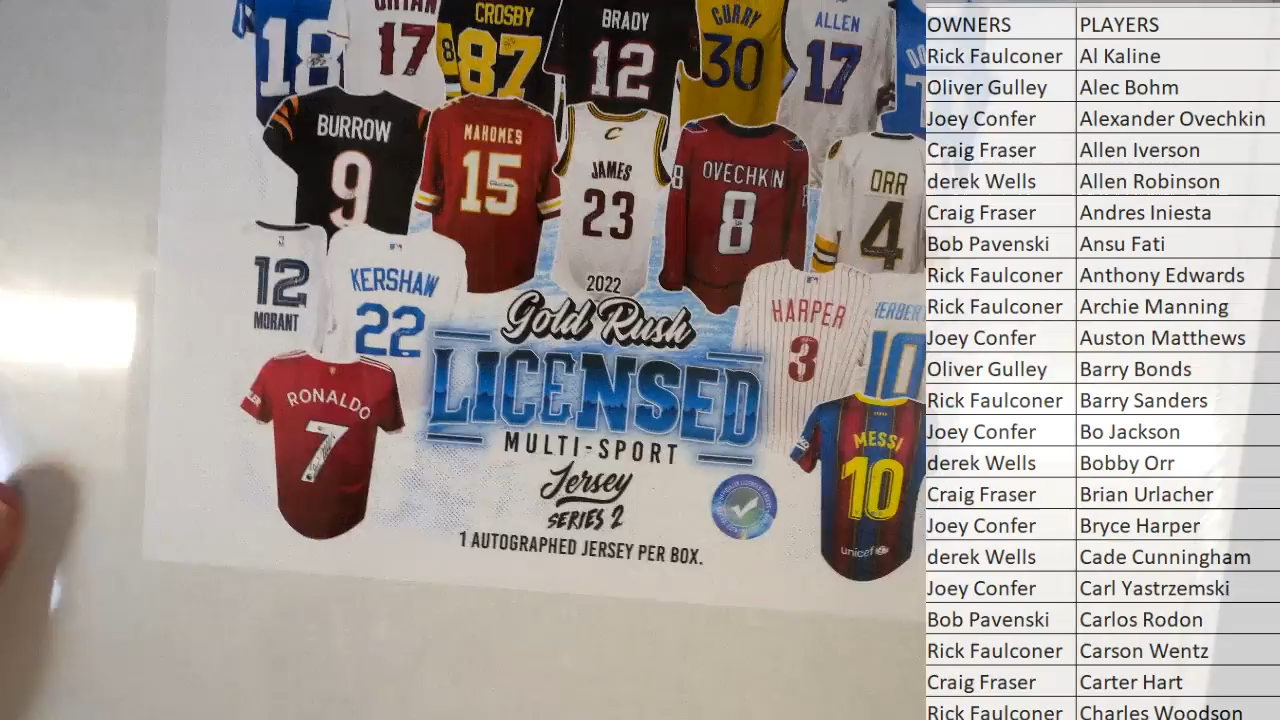 18
17
CROSBY
8
87
BRADY
12
CURRY
30
ALLEN
17
BURROW
9
MAHOMES
15
C
JAMES
23
8
OVECHKIN
8
ORR
4
12
MORANT
KERSHAW
22
2022
Gold Rush
LICENSED
MULTI-SPORT
Jersey
SERIES 2
1 AUTOGRAPHED JERSEY PER BOX.
HARPER
3
10
RONALDO
7
MESSI
10
unicef
OWNERS PLAYERS
Rick Faulconer Al Kaline
Oliver Gulley Alec Bohm
Joey Confer Alexander Ovechkin
Craig Fraser Allen Iverson
derek Wells Allen Robinson
Craig Fraser Andres Iniesta
Bob Pavenski Ansu Fati
Rick Faulconer Anthony Edwards
Rick Faulconer Archie Manning
Joey Confer Auston Matthews
Oliver Gulley Barry Bonds
Rick Faulconer Barry Sanders
Joey Confer Bo Jackson
derek Wells Bobby Orr
Craig Fraser Brian Urlacher
Joey Confer Bryce Harper
derek Wells Cade Cunningham
Joey Confer Carl Yastrzemski
Bob Pavenski Carlos Rodon
Rick Faulconer Carson Wentz
Craig Fraser Carter Hart
Rick Faulconer Charles Woodson